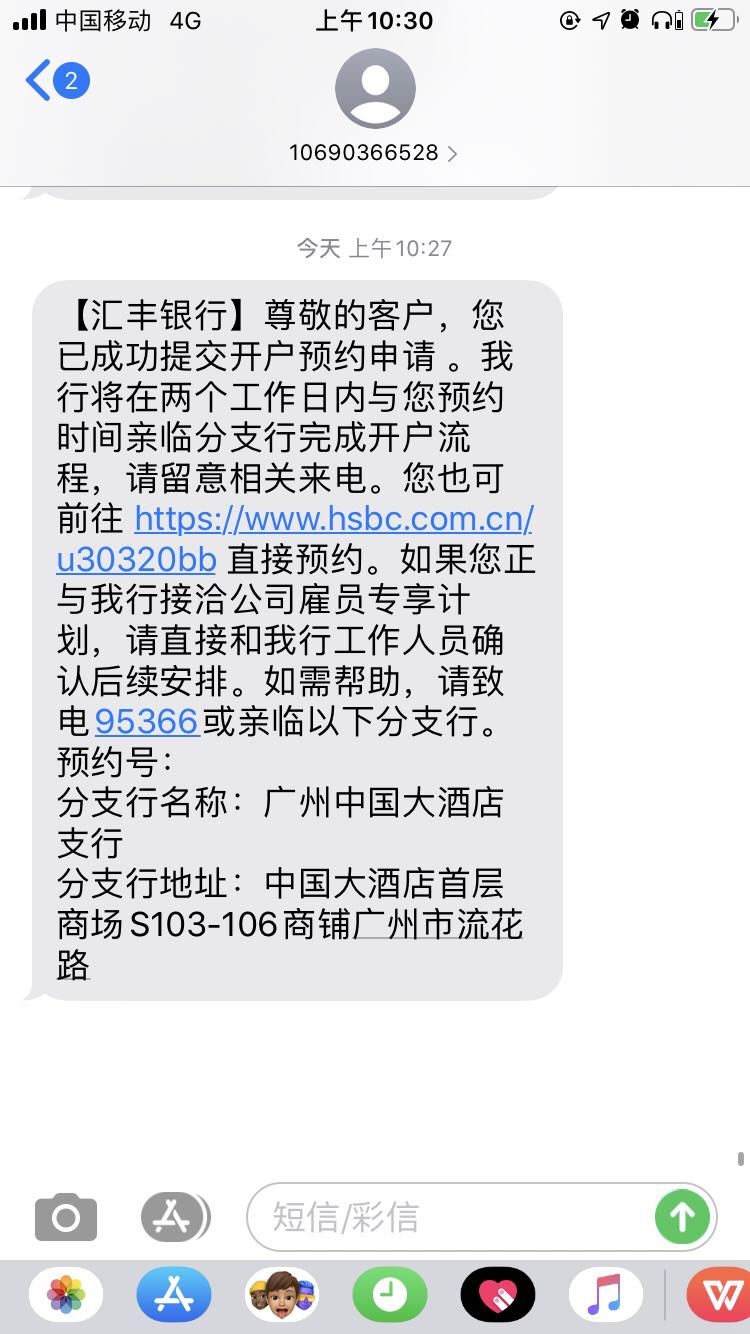 中国移动 4G 上午10:30
2
10690366528
今天 上午10:27
【汇丰银行】尊敬的客户，您
已成功提交开户预约申请 。我
行将在两个工作日内与您预约
时间亲临分支行完成开户流
程，请留意相关来电。您也可
前往 https://www.hsbc.com.cn/
u30320bb 直接预约。如果您正
与我行接洽公司雇员专享计
划，请直接和我行工作人员确
认后续安排。如需帮助，请致
电95366或亲临以下分支行。
预约号：
分支行名称：广州中国大酒店
支行
分支行地址：中国大酒店首层
商场S103-106商铺广州市流花
路
短信/彩信